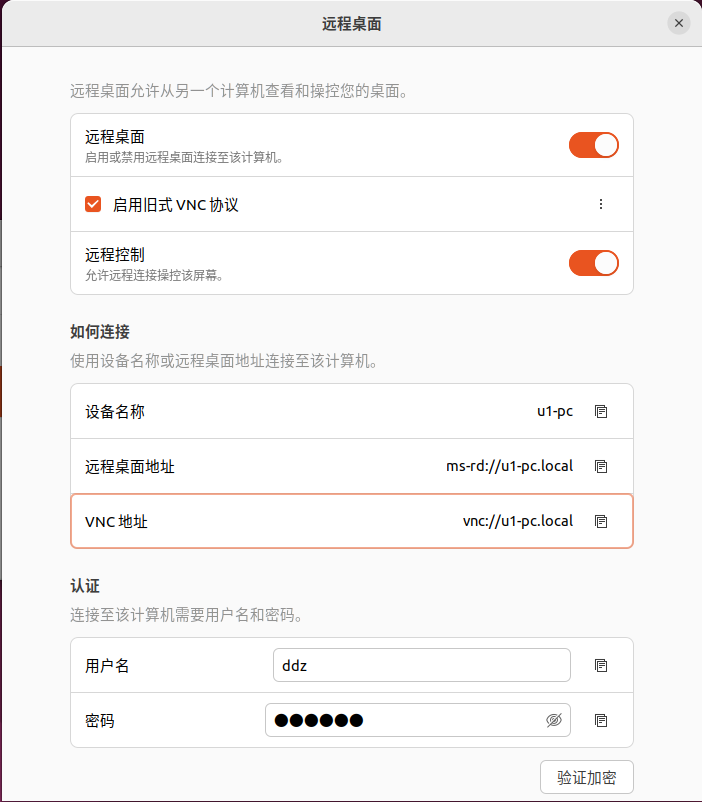 远程桌面
远程桌面允许从另一个计算机查看和操控您的桌面。
远程桌面
启用或禁用远程桌面连接至该计算机。
启用旧式 VNC 协议
远程控制
允许远程连接操控该屏幕。
如何连接
使用设备名称或远程桌面地址连接至该计算机。
设备名称 u1-pc
远程桌面地址 ms-rd://u1-pc.local
VNC 地址 vnc://u1-pc.local
认证
连接至该计算机需要用户名和密码。
用户名 ddz
密码 ●●●●●●
验证加密